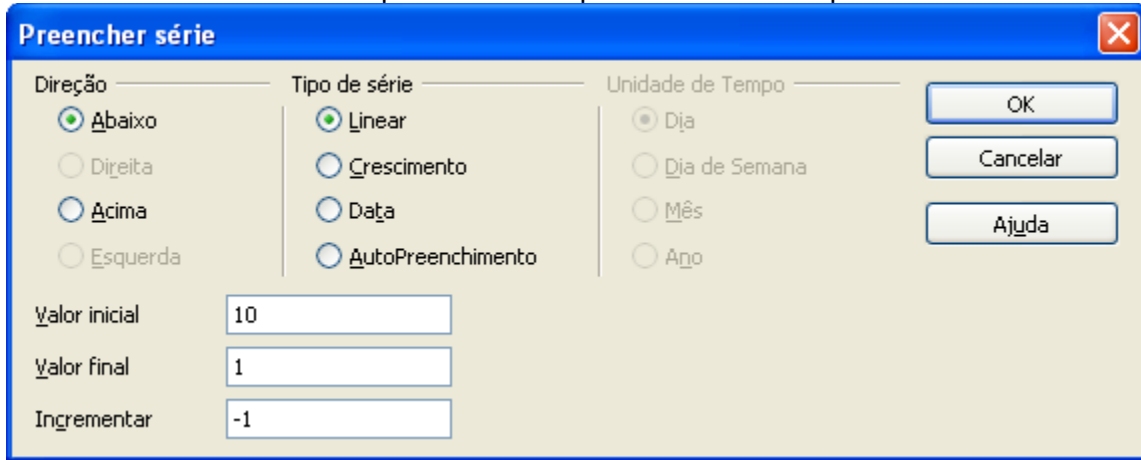 Preencher série
Direção
Abaixo
Direita
Acima
Esquerda
Tipo de série
Linear
Crescimento
Data
AutoPreenchimento
Unidade de Tempo
Dia
Dia de Semana
Mês
Ano
OK
Cancelar
Ajuda
Valor inicial 10
Valor final 1
Incrementar -1